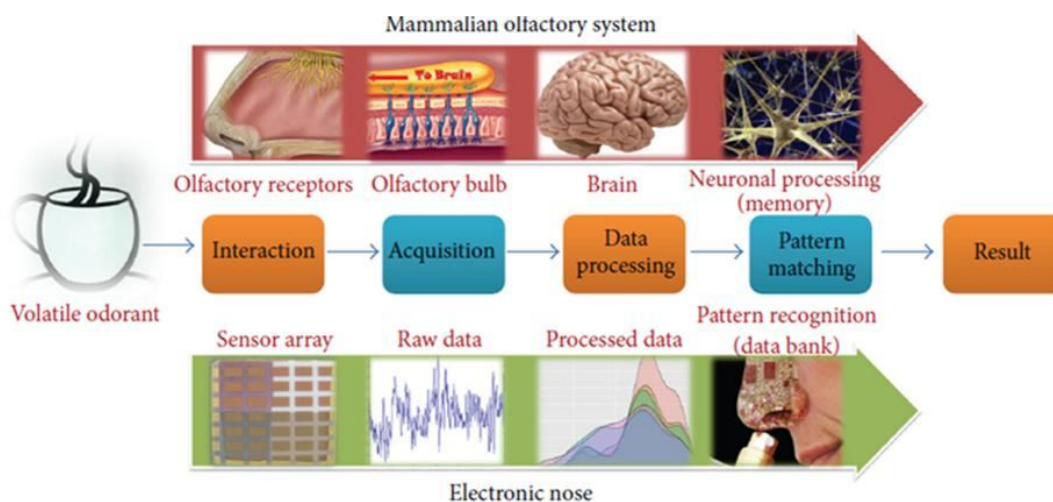 Mammalian olfactory system
To Brain
Olfactory receptors
Olfactory bulb
Brain
Neuronal processing
(memory)
Interaction
Acquisition
Data
processing
Pattern
matching
Result
Volatile odorant
Sensor array
Raw data
Processed data
Pattern recognition
(data bank)
Electronic nose